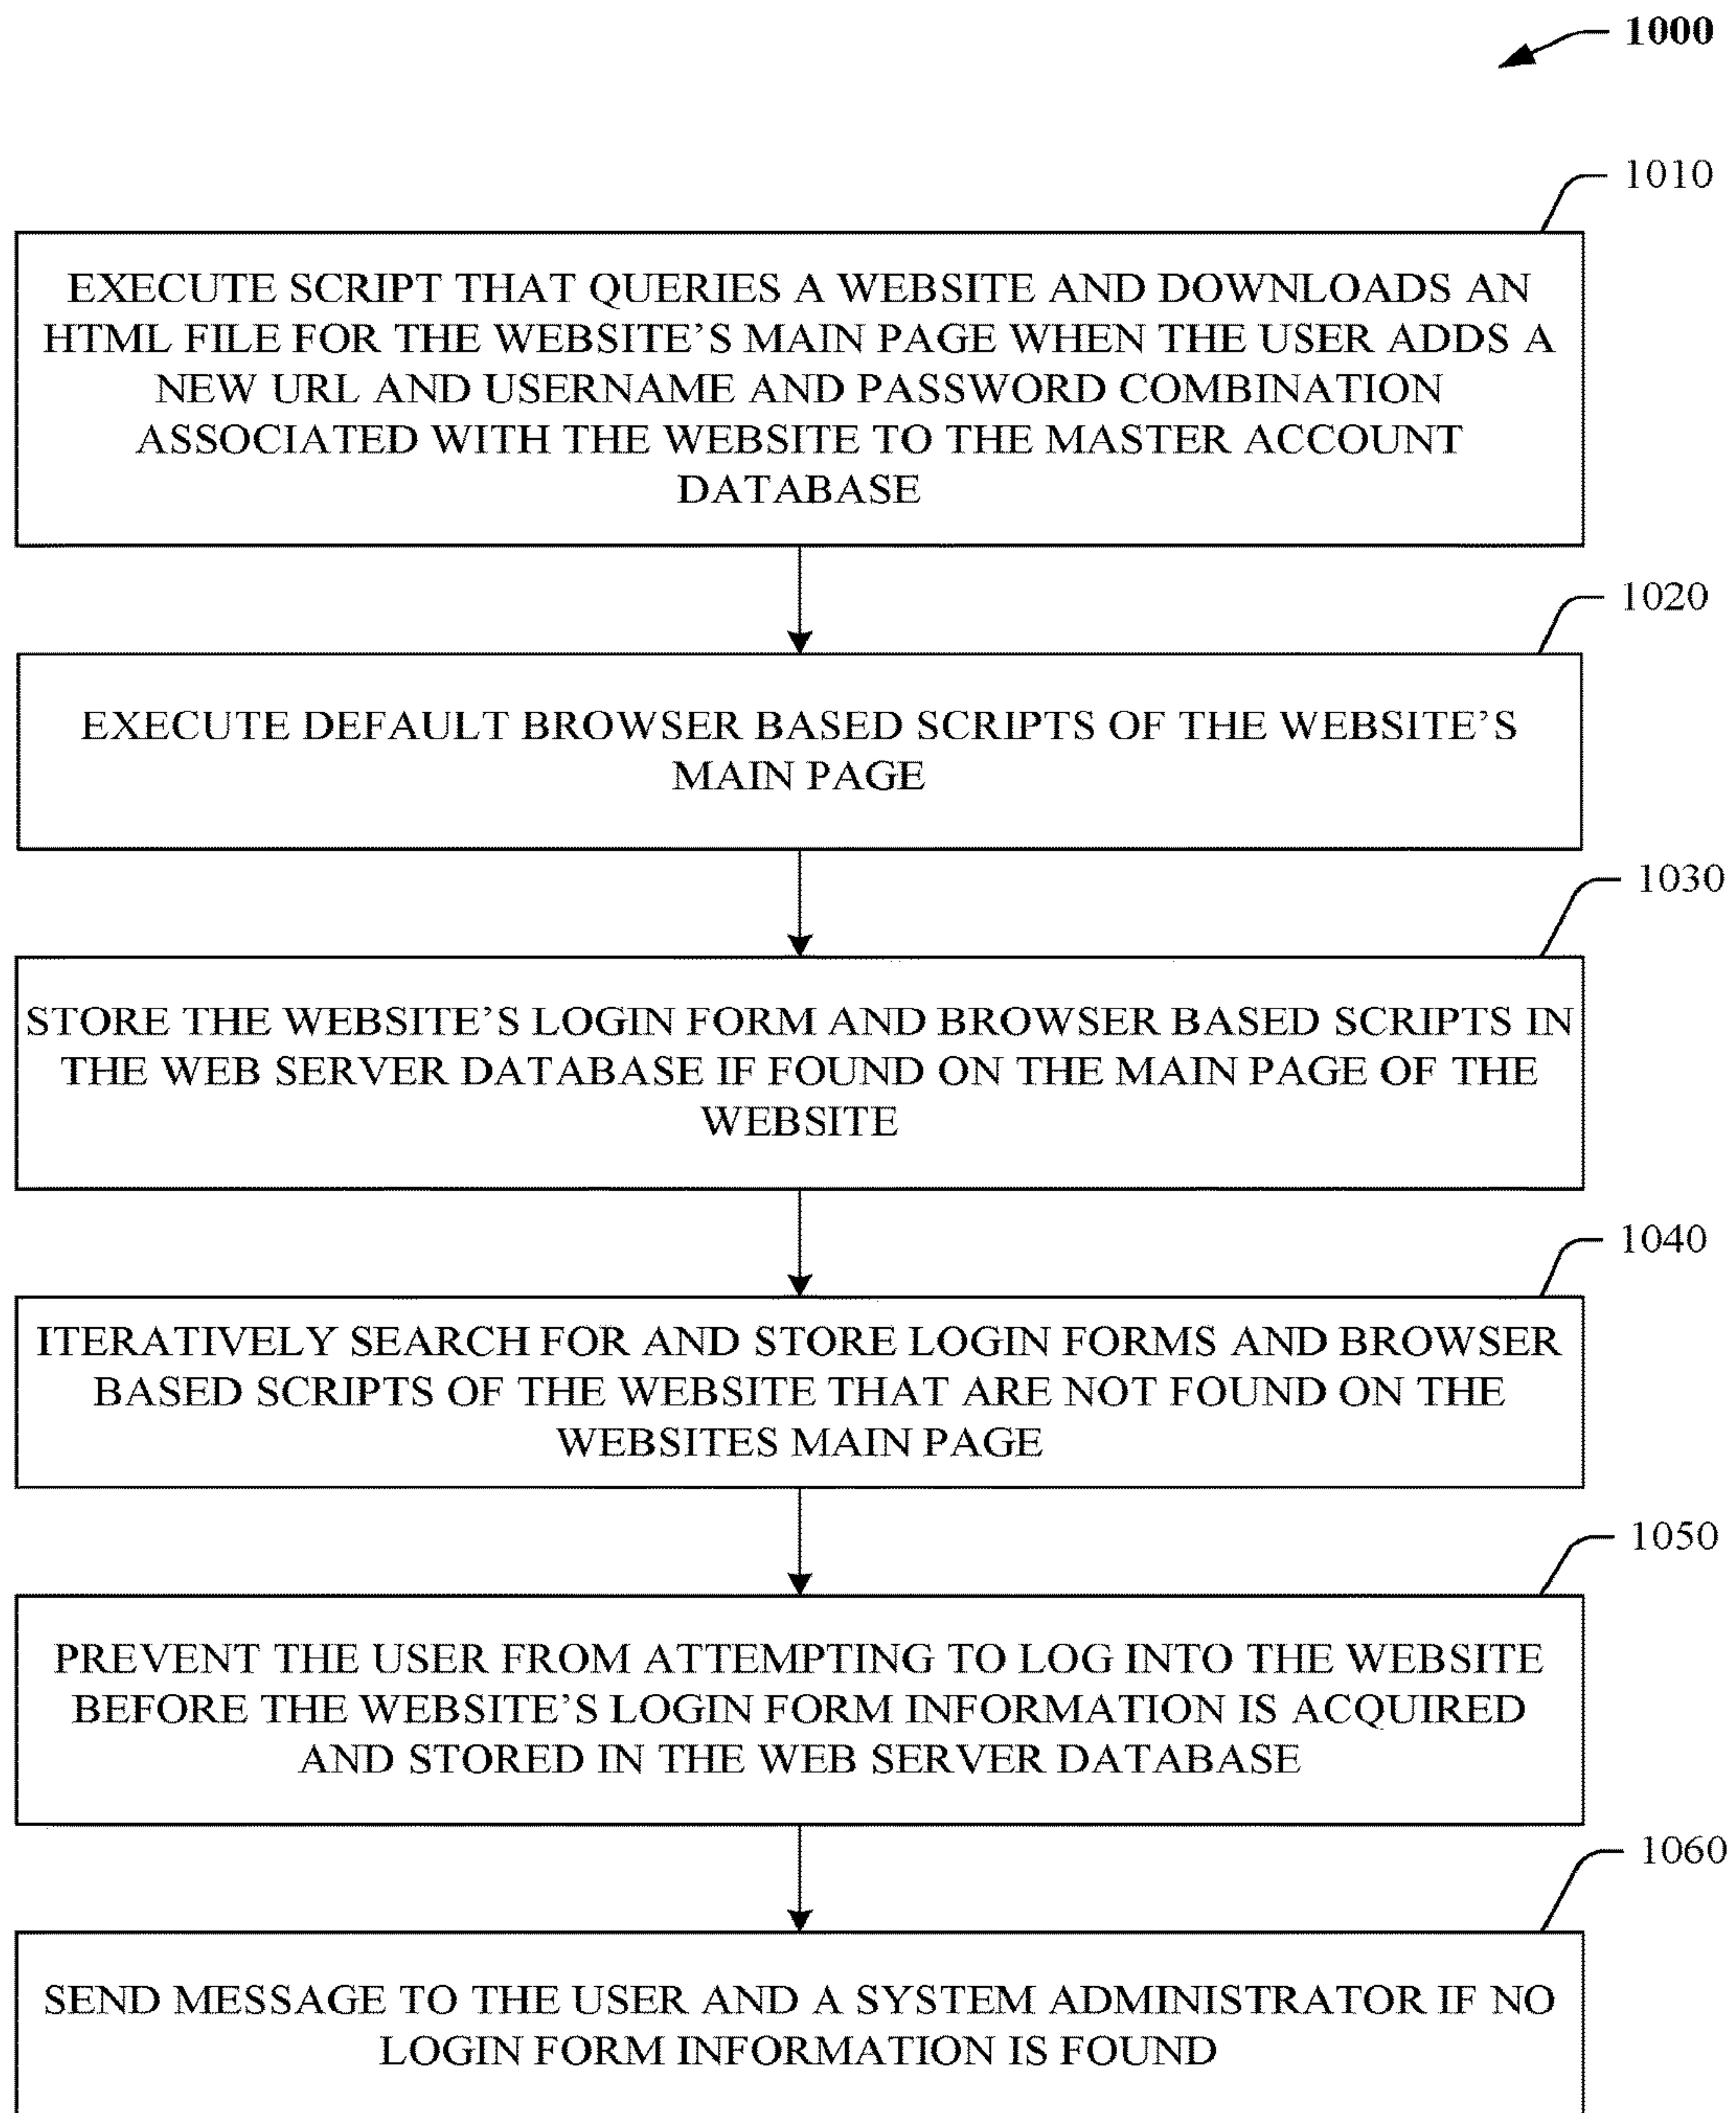 1000
1010
EXECUTE SCRIPT THAT QUERIES A WEBSITE AND DOWNLOADS AN
HTML FILE FOR THE WEBSITE’S MAIN PAGE WHEN THE USER ADDS A
NEW URL AND USERNAME AND PASSWORD COMBINATION
ASSOCIATED WITH THE WEBSITE TO THE MASTER ACCOUNT
DATABASE
1020
EXECUTE DEFAULT BROWSER BASED SCRIPTS OF THE WEBSITE’S
MAIN PAGE
1030
STORE THE WEBSITE’S LOGIN FORM AND BROWSER BASED SCRIPTS IN
THE WEB SERVER DATABASE IF FOUND ON THE MAIN PAGE OF THE
WEBSITE
1040
ITERATIVELY SEARCH FOR AND STORE LOGIN FORMS AND BROWSER
BASED SCRIPTS OF THE WEBSITE THAT ARE NOT FOUND ON THE
WEBSITES MAIN PAGE
1050
PREVENT THE USER FROM ATTEMPTING TO LOG INTO THE WEBSITE
BEFORE THE WEBSITE’S LOGIN FORM INFORMATION IS ACQUIRED
AND STORED IN THE WEB SERVER DATABASE
1060
SEND MESSAGE TO THE USER AND A SYSTEM ADMINISTRATOR IF NO
LOGIN FORM INFORMATION IS FOUND